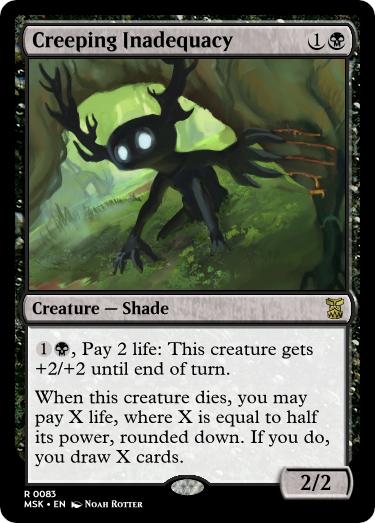 Creeping Inadequacy 1
Creature — Shade
1, Pay 2 life: This creature gets
+2/+2 until end of turn.
When this creature dies, you may
pay X life, where X is equal to half
its power, rounded down. If you do,
you draw X cards.
2/2
R 0083
MSK • EN Noah Rotter